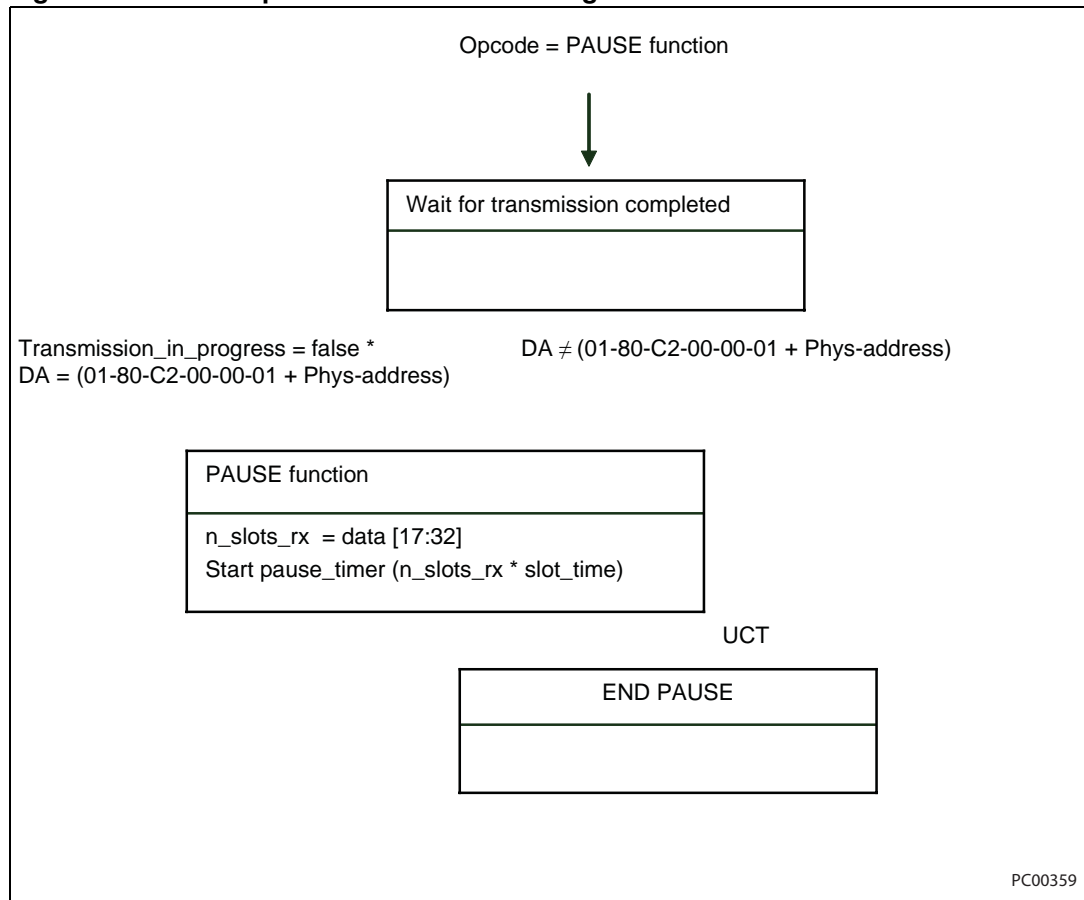 Opcode = PAUSE function
Wait for transmission completed
Transmission_in_progress = false *
DA = (01-80-C2-00-00-01 + Phys-address)
DA ≠ (01-80-C2-00-00-01 + Phys-address)
PAUSE function
n_slots_rx = data [17:32]
Start pause_timer (n_slots_rx * slot_time)
UCT
END PAUSE
PC00359